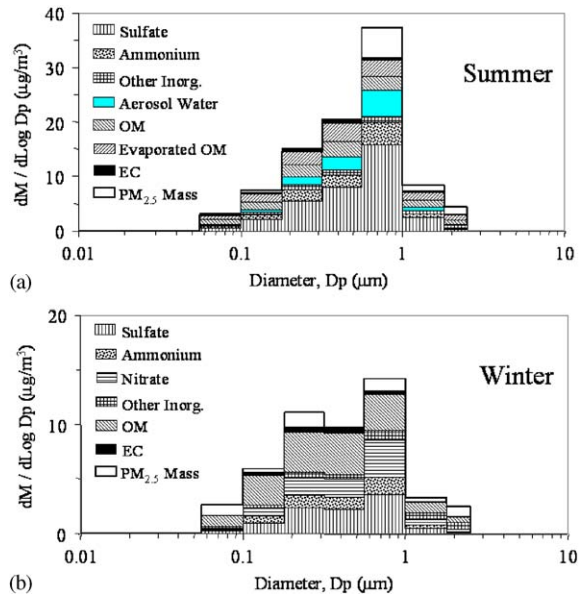 40
30
20
10
0
dM / dLog Dp (µg/m³)
Sulfate
Ammonium
Other Inorg.
Aerosol Water
OM
Evaporated OM
EC
PM2.5 Mass
Summer
0.01 0.1 1 10
(a)
Diameter, Dp (µm)
20
10
0
dM / dLog Dp (µg/m³)
Sulfate
Ammonium
Nitrate
Other Inorg.
OM
EC
PM2.5 Mass
Winter
0.01 0.1 1 10
(b)
Diameter, Dp (µm)